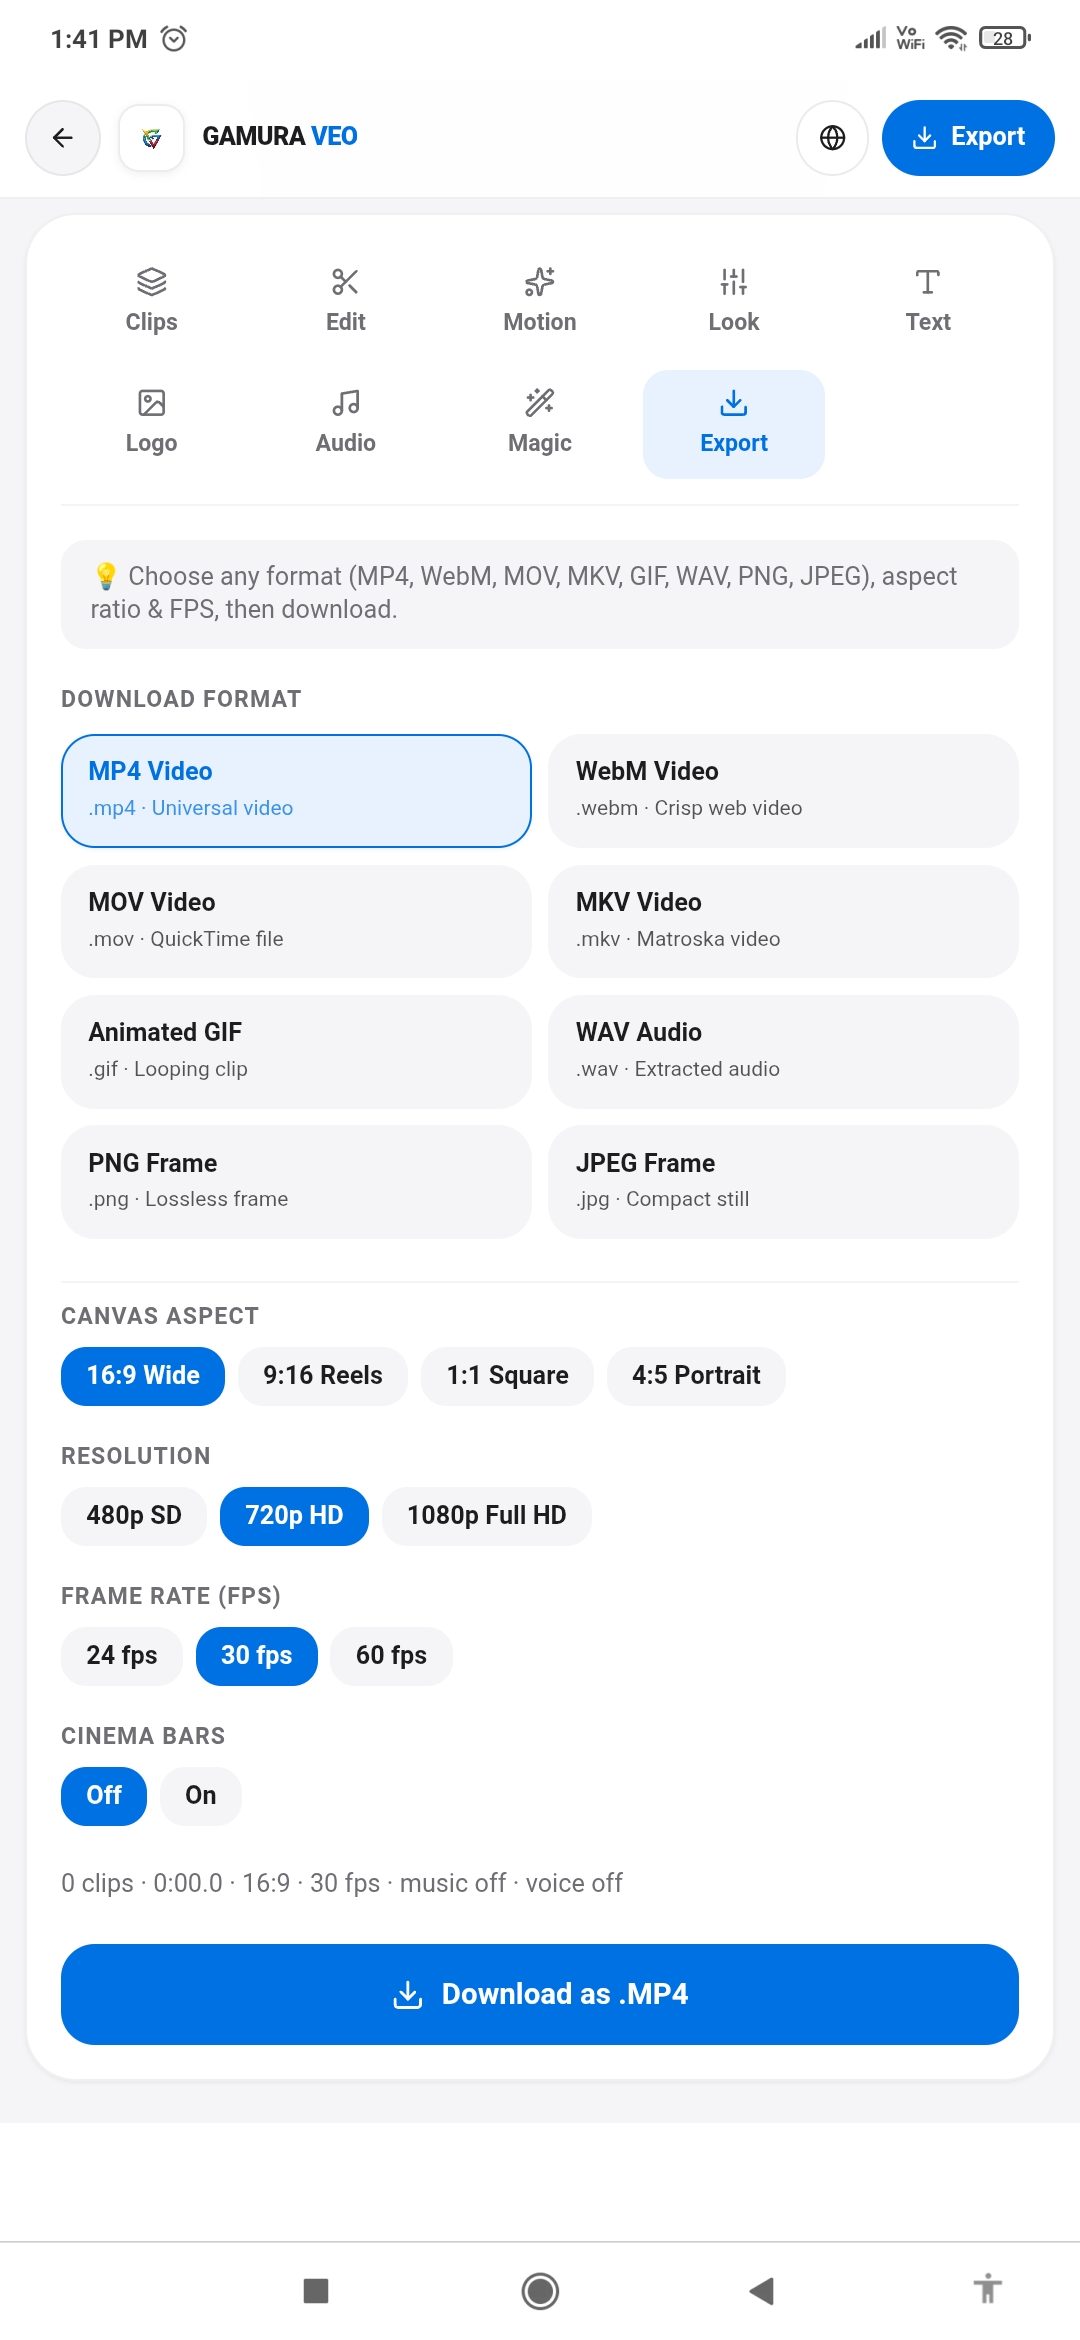 1:41 PM
Vo
WiFi
28
GAMURA VEO
Export
Clips
Edit
Motion
Look
Text
Logo
Audio
Magic
Export
💡 Choose any format (MP4, WebM, MOV, MKV, GIF, WAV, PNG, JPEG), aspect
ratio & FPS, then download.
DOWNLOAD FORMAT
MP4 Video
.mp4 · Universal video
WebM Video
.webm · Crisp web video
MOV Video
.mov · QuickTime file
MKV Video
.mkv · Matroska video
Animated GIF
.gif · Looping clip
WAV Audio
.wav · Extracted audio
PNG Frame
.png · Lossless frame
JPEG Frame
.jpg · Compact still
CANVAS ASPECT
16:9 Wide
9:16 Reels
1:1 Square
4:5 Portrait
RESOLUTION
480p SD
720p HD
1080p Full HD
FRAME RATE (FPS)
24 fps
30 fps
60 fps
CINEMA BARS
Off
On
0 clips · 0:00.0 · 16:9 · 30 fps · music off · voice off
Download as .MP4